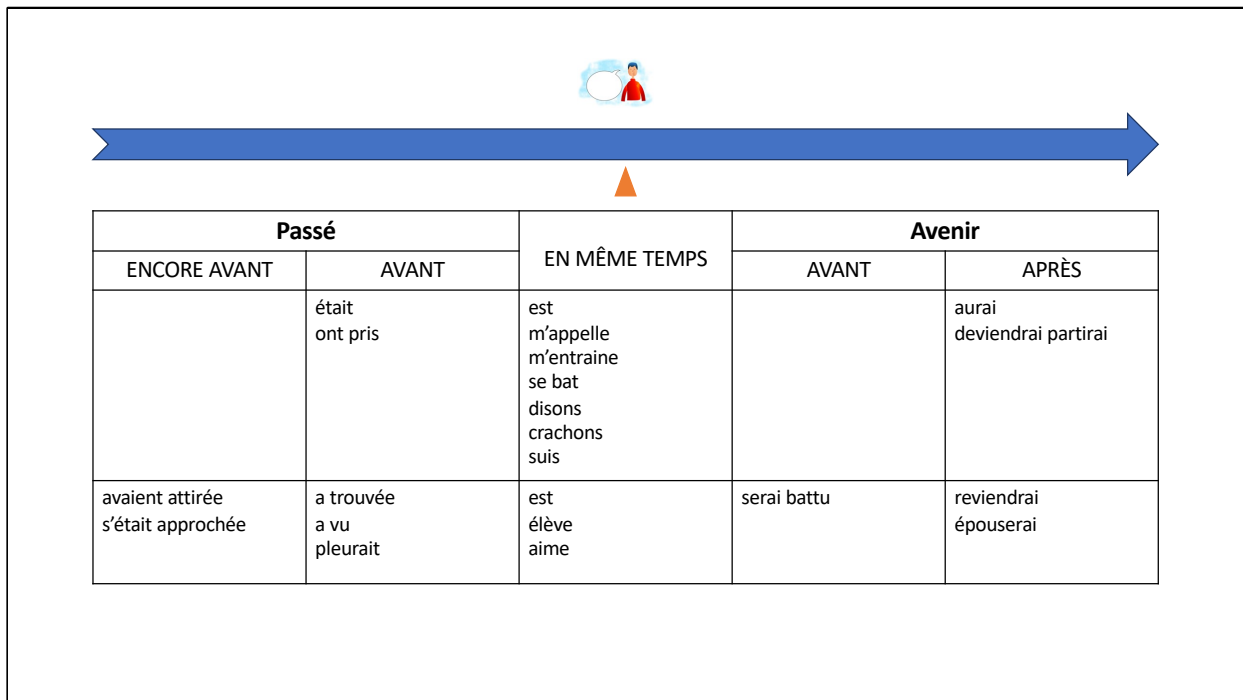 Passé
Avenir
ENCORE AVANT
AVANT
EN MÊME TEMPS
AVANT
APRÈS
était
ont pris
est
m’appelle
m’entraine
se bat
disons
crachons
suis
aurai
deviendrai partirai
avaient attirée
s’était approchée
a trouvée
a vu
pleurait
est
élève
aime
serai battu
reviendrai
épouserai